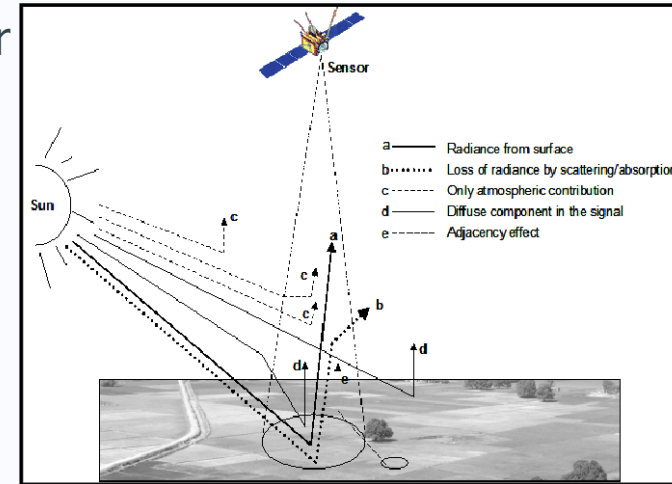 r
Sensor
a Radiance from surface
b Loss of radiance by scattering/absorption
c Only atmospheric contribution
d Diffuse component in the signal
e Adjacency effect
Sun
c
a
c
c
b
d
d
e